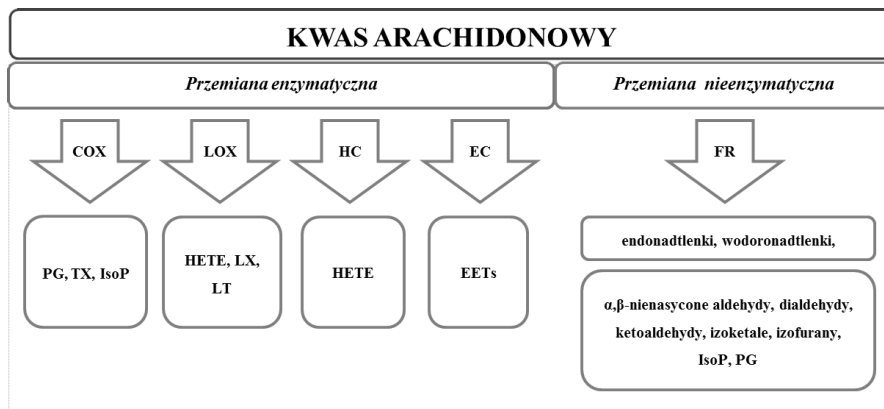 KWAS ARACHIDONOWY
Przemiana enzymatyczna
Przemiana nieenzymatyczna
COX
LOX
HC
EC
FR
PG, TX, IsoP
HETE, LX,
LT
HETE
EETs
endonadtlenki, wodoronadtlenki,
α,β-nienasycone aldehydy, dialdehydy,
ketoaldehydy, izoketale, izofurany,
IsoP, PG